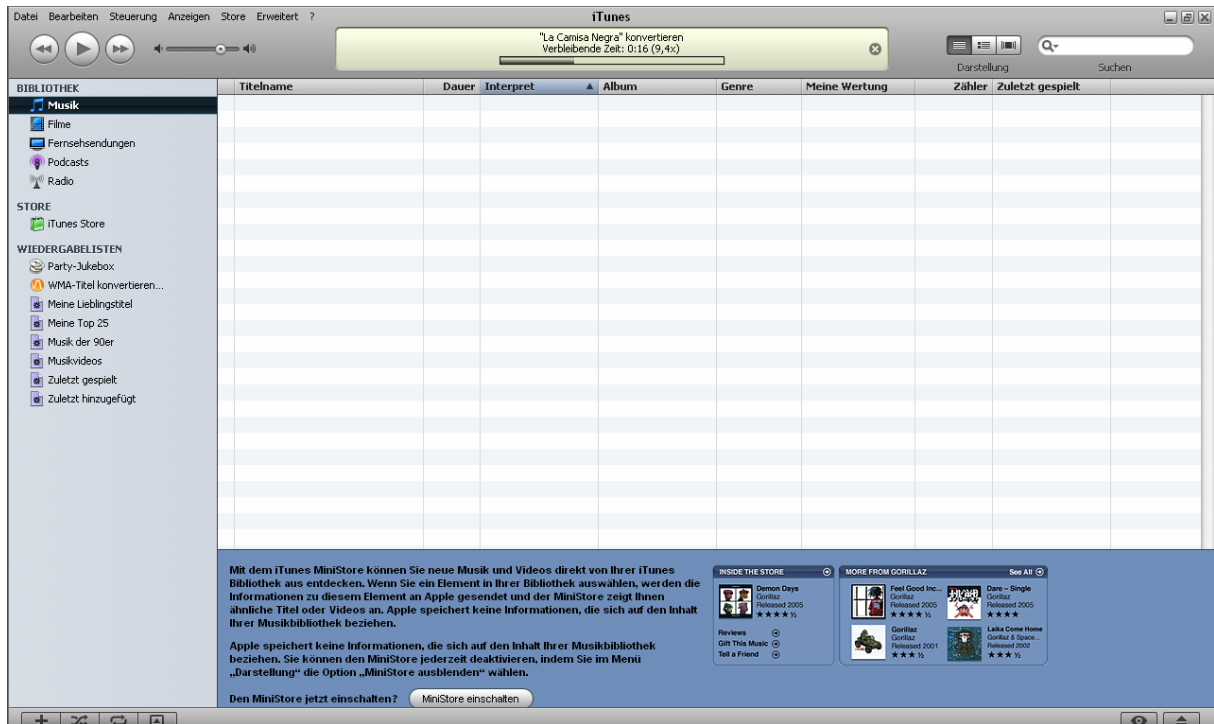 Datei Bearbeiten Steuerung Anzeigen Store Erweitert ?
iTunes
"La Camisa Negra" konvertieren
Verbleibende Zeit: 0:16 (9,4x)
Darstellung
Suchen
BIBLIOTHEK
Musik
Filme
Fernsehsendungen
Podcasts
Radio
STORE
iTunes Store
WIEDERGABELISTEN
Party-Jukebox
WMA-Titel konvertieren...
Meine Lieblingstitel
Meine Top 25
Musik der 90er
Musikvideos
Zuletzt gespielt
Zuletzt hinzugefügt
Titelname Dauer Interpret Album Genre Meine Wertung Zähler Zuletzt gespielt
Mit dem iTunes MiniStore können Sie neue Musik und Videos direkt von Ihrer iTunes
Bibliothek aus entdecken. Wenn Sie ein Element in Ihrer Bibliothek auswählen, werden die
Informationen zu diesem Element an Apple gesendet und der MiniStore zeigt Ihnen
ähnliche Titel oder Videos an. Apple speichert keine Informationen, die sich auf den Inhalt
Ihrer Musikbibliothek beziehen.
Apple speichert keine Informationen, die sich auf den Inhalt Ihrer Musikbibliothek
beziehen. Sie können den MiniStore jederzeit deaktivieren, indem Sie im Menü
„Darstellung“ die Option „MiniStore ausblenden“ wählen.
Den MiniStore jetzt einschalten? MiniStore einschalten
INSIDE THE STORE
Demon Days
Gorillaz
Released 2005
★★★★½
Reviews
Gift This Music
Tell a Friend
MORE FROM GORILLAZ
See All
Feel Good Inc...
Gorillaz
Released 2005
★★★★½
Dare – Single
Gorillaz
Released 2005
★★★★
Gorillaz
Gorillaz
Released 2001
★★★½
Laika Come Home
Gorillaz & Space...
Released 2002
★★★½